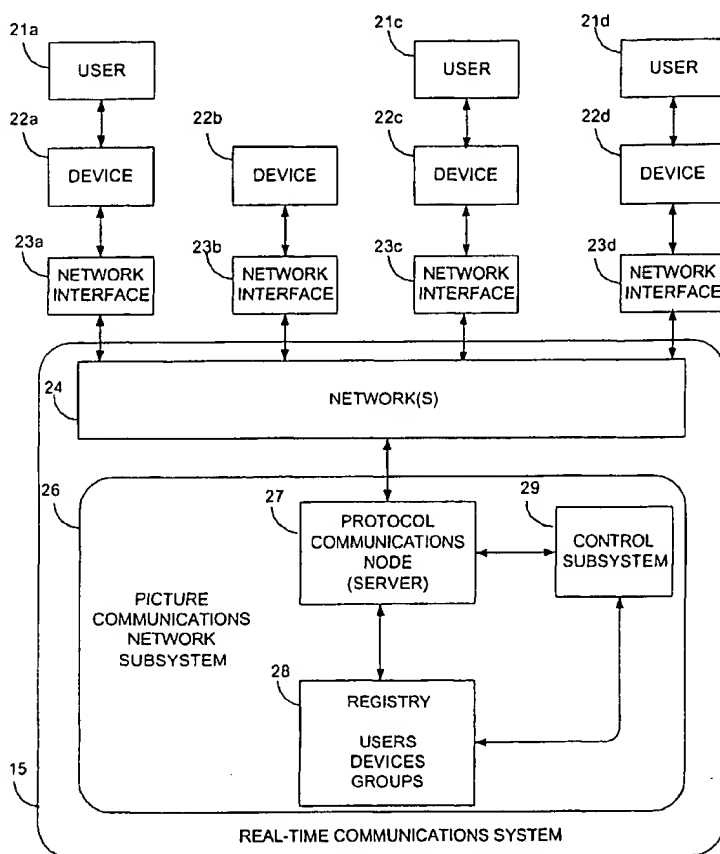 21a
21c
21d
USER
USER
USER
22a
22b
22c
22d
DEVICE
DEVICE
DEVICE
DEVICE
23a
23b
23c
23d
NETWORK
INTERFACE
NETWORK
INTERFACE
NETWORK
INTERFACE
NETWORK
INTERFACE
24
NETWORK(S)
26
27
29
PROTOCOL
COMMUNICATIONS
NODE
(SERVER)
CONTROL
SUBSYSTEM
PICTURE
COMMUNICATIONS
NETWORK
SUBSYSTEM
28
REGISTRY
USERS
DEVICES
GROUPS
15
REAL-TIME COMMUNICATIONS SYSTEM